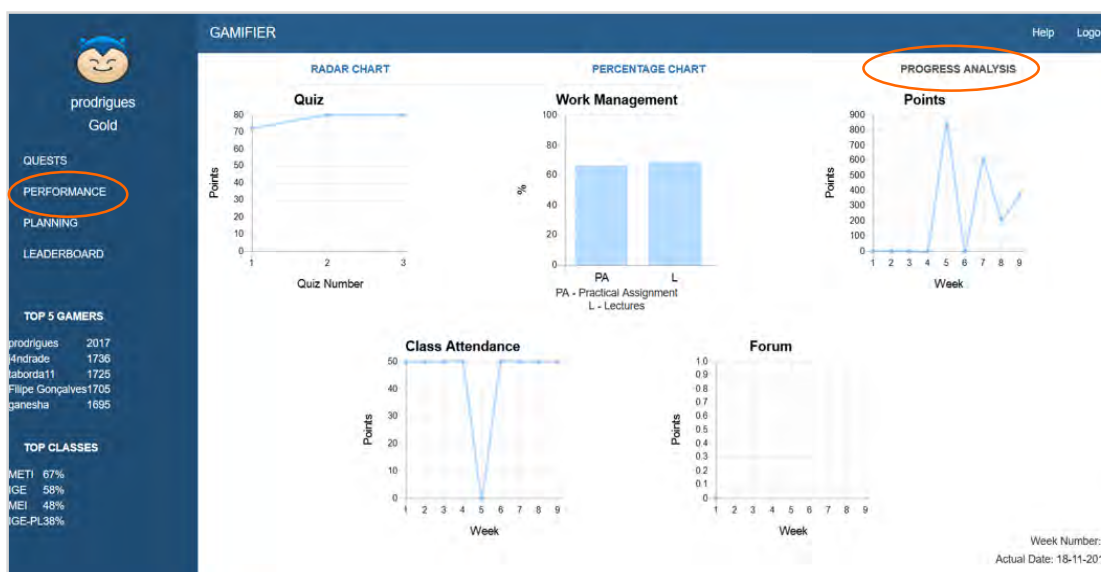 GAMIFIER
Help Logo
prodrigues
Gold
QUESTS
PERFORMANCE
PLANNING
LEADERBOARD
TOP 5 GAMERS
prodrigues 2017
i4ndrade 1736
taborda11 1725
Filipe Gonçalves1705
ganesha 1695
TOP CLASSES
METI 67%
IGE 58%
MEI 48%
IGE-PL38%
RADAR CHART PERCENTAGE CHART PROGRESS ANALYSIS
Quiz
Points
80
70
60
50
40
30
20
10
0
1 2 3
Quiz Number
Work Management
%
100
80
60
40
20
0
PA L
PA - Practical Assignment
L - Lectures
Points
Points
900
800
700
600
500
400
300
200
100
0
1 2 3 4 5 6 7 8 9
Week
Class Attendance
Points
50
40
30
20
10
0
1 2 3 4 5 6 7 8 9
Week
Forum
Points
1.0
0.9
0.8
0.6
0.6
0.5
0.4
0.3
0.2
0.1
0
1 2 3 4 5 6 7 8 9
Week
Week Number:
Actual Date: 18-11-201